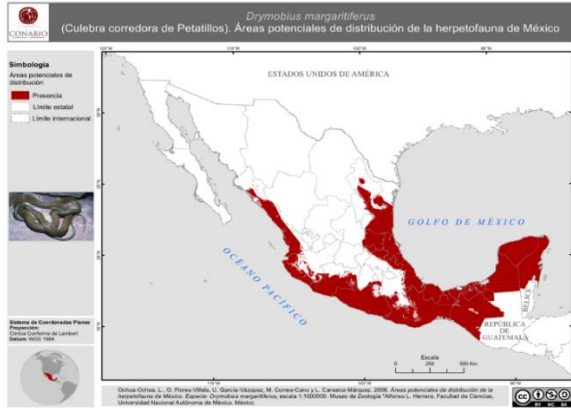 Drymobius margaritiferus
(Culebra corredora de Petatillos). Áreas potenciales de distribución de la herpetofauna de México
CONABIO
Simbología
Áreas potenciales de
distribución
Presencia
Límite estatal
Límite internacional
ESTADOS UNIDOS DE AMÉRICA
GOLFO DE MÉXICO
OCÉANO PACÍFICO
BELICE
REPÚBLICA
DE
GUATEMALA
Sistema de Coordenadas Planas
Proyección:
Cónica Conforme de Lambert
Datum: WGS 1984
Escala
0 250 500 Km
Ochoa-Ochoa, L., O. Flores-Villela, U. García-Vázquez, M. Correa-Cano y L. Canseco-Márquez, 2006. Áreas potenciales de distribución de la
herpetofauna de México. Especie: Drymobius margaritiferus, escala 1:1000000. Museo de Zoología "Alfonso L. Herrera, Facultad de Ciencias,
Universidad Nacional Autónoma de México. México.
CC BY NC SA